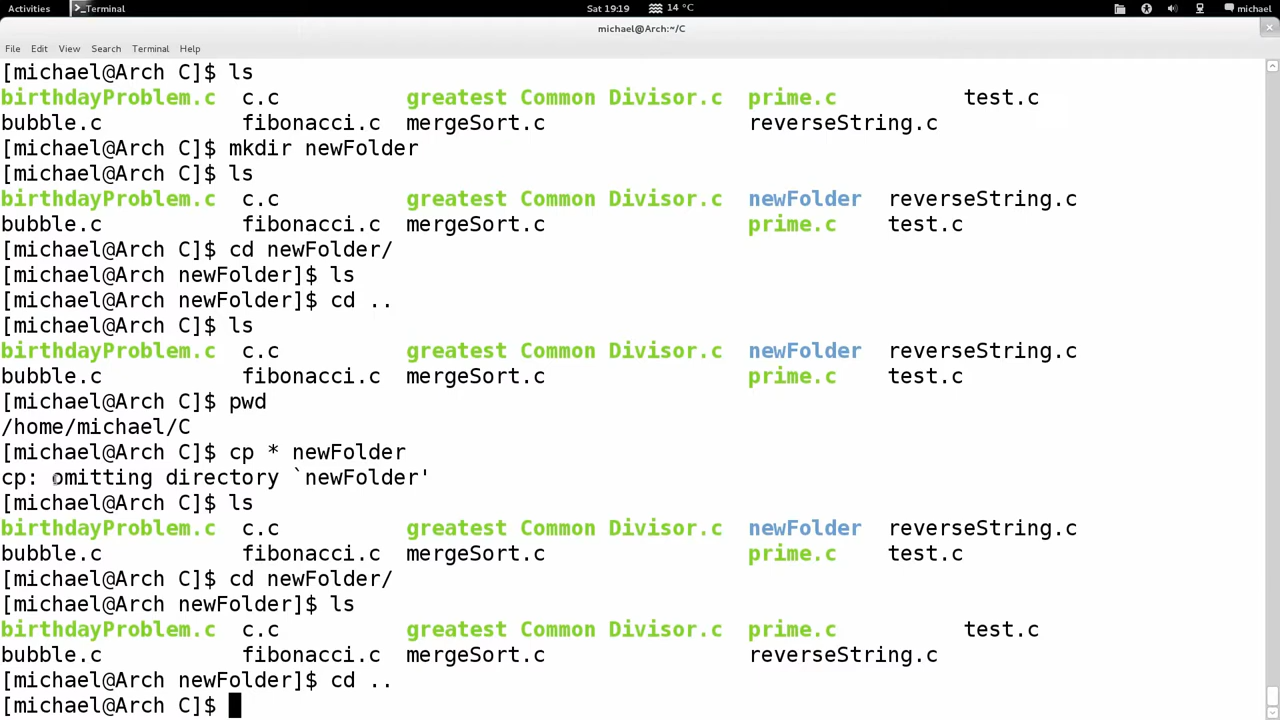 Activities Terminal Sat 19:19 14 °C michael
michael@Arch:~/C
File Edit View Search Terminal Help
[michael@Arch C]$ ls
birthdayProblem.c c.c greatest Common Divisor.c prime.c test.c
bubble.c fibonacci.c mergeSort.c reverseString.c
[michael@Arch C]$ mkdir newFolder
[michael@Arch C]$ ls
birthdayProblem.c c.c greatest Common Divisor.c newFolder reverseString.c
bubble.c fibonacci.c mergeSort.c prime.c test.c
[michael@Arch C]$ cd newFolder/
[michael@Arch newFolder]$ ls
[michael@Arch newFolder]$ cd ..
[michael@Arch C]$ ls
birthdayProblem.c c.c greatest Common Divisor.c newFolder reverseString.c
bubble.c fibonacci.c mergeSort.c prime.c test.c
[michael@Arch C]$ pwd
/home/michael/C
[michael@Arch C]$ cp * newFolder
cp: omitting directory `newFolder'
[michael@Arch C]$ ls
birthdayProblem.c c.c greatest Common Divisor.c newFolder reverseString.c
bubble.c fibonacci.c mergeSort.c prime.c test.c
[michael@Arch C]$ cd newFolder/
[michael@Arch newFolder]$ ls
birthdayProblem.c c.c greatest Common Divisor.c prime.c test.c
bubble.c fibonacci.c mergeSort.c reverseString.c
[michael@Arch newFolder]$ cd ..
[michael@Arch C]$